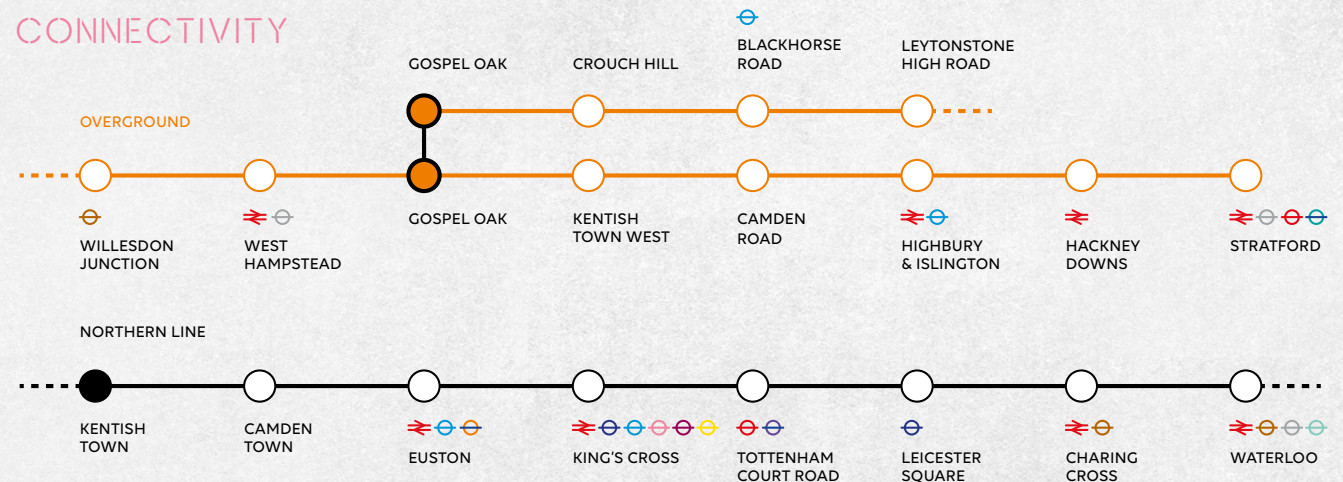 CONNECTIVITY
BLACKHORSE
ROAD
LEYTONSTONE
HIGH ROAD
GOSPEL OAK
CROUCH HILL
OVERGROUND
WILLESDON
JUNCTION
WEST
HAMPSTEAD
GOSPEL OAK
KENTISH
TOWN WEST
CAMDEN
ROAD
HIGHBURY
& ISLINGTON
HACKNEY
DOWNS
STRATFORD
NORTHERN LINE
KENTISH
TOWN
CAMDEN
TOWN
EUSTON
KING'S CROSS
TOTTENHAM
COURT ROAD
LEICESTER
SQUARE
CHARING
CROSS
WATERLOO